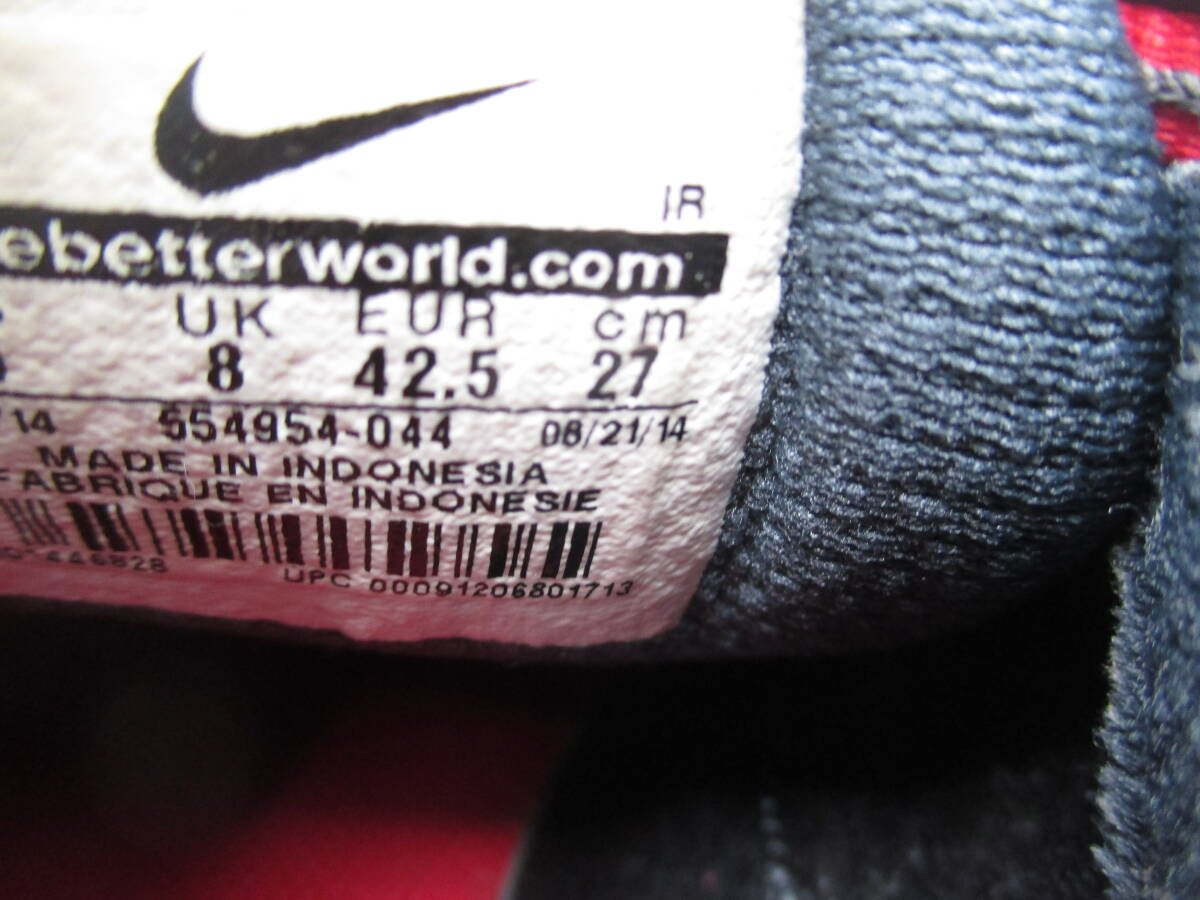 IR
ebetterworld.com
UK EUR cm
8 42.5 27
14 554954-044 08/21/14
MADE IN INDONESIA
FABRIQUE EN INDONESIE
UPC 00091206801713